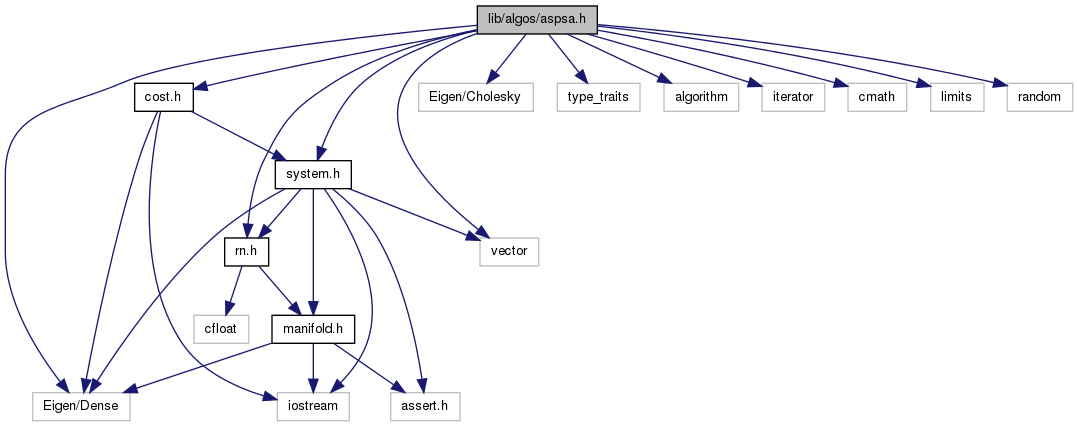 lib/algos/aspsa.h
cost.h
Eigen/Cholesky
type_traits
algorithm
iterator
cmath
limits
random
system.h
rn.h
vector
cfloat
manifold.h
Eigen/Dense
iostream
assert.h